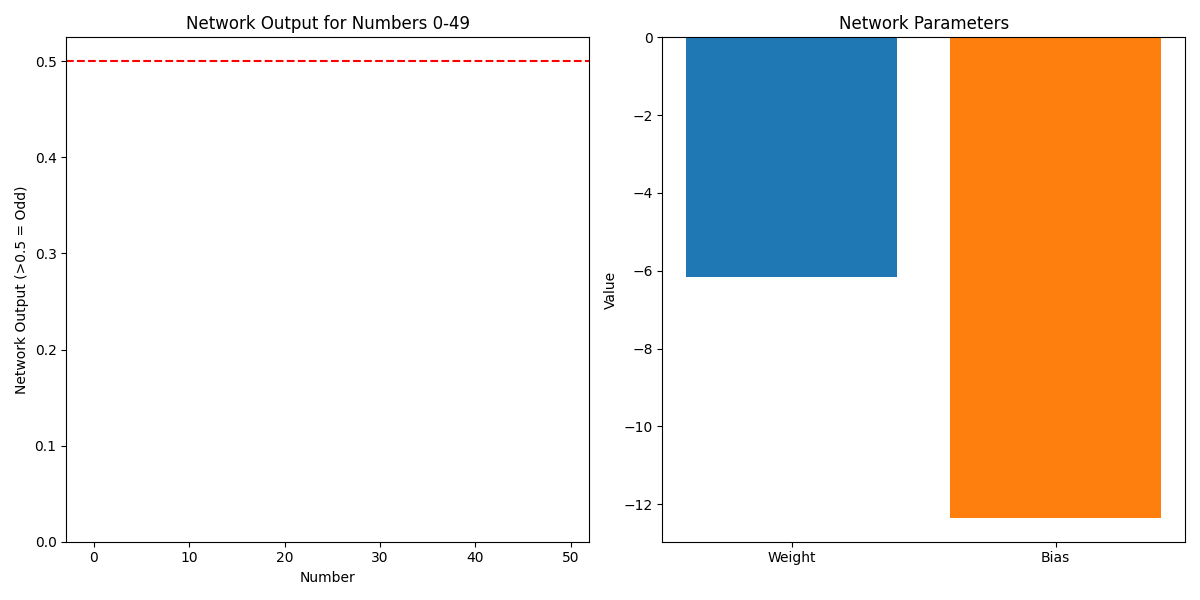 Network Output for Numbers 0-49
Network Output (>0.5 = Odd)
0.5
0.4
0.3
0.2
0.1
0.0
0 10 20 30 40 50
Number
Network Parameters
Value
0
−2
−4
−6
−8
−10
−12
Weight Bias